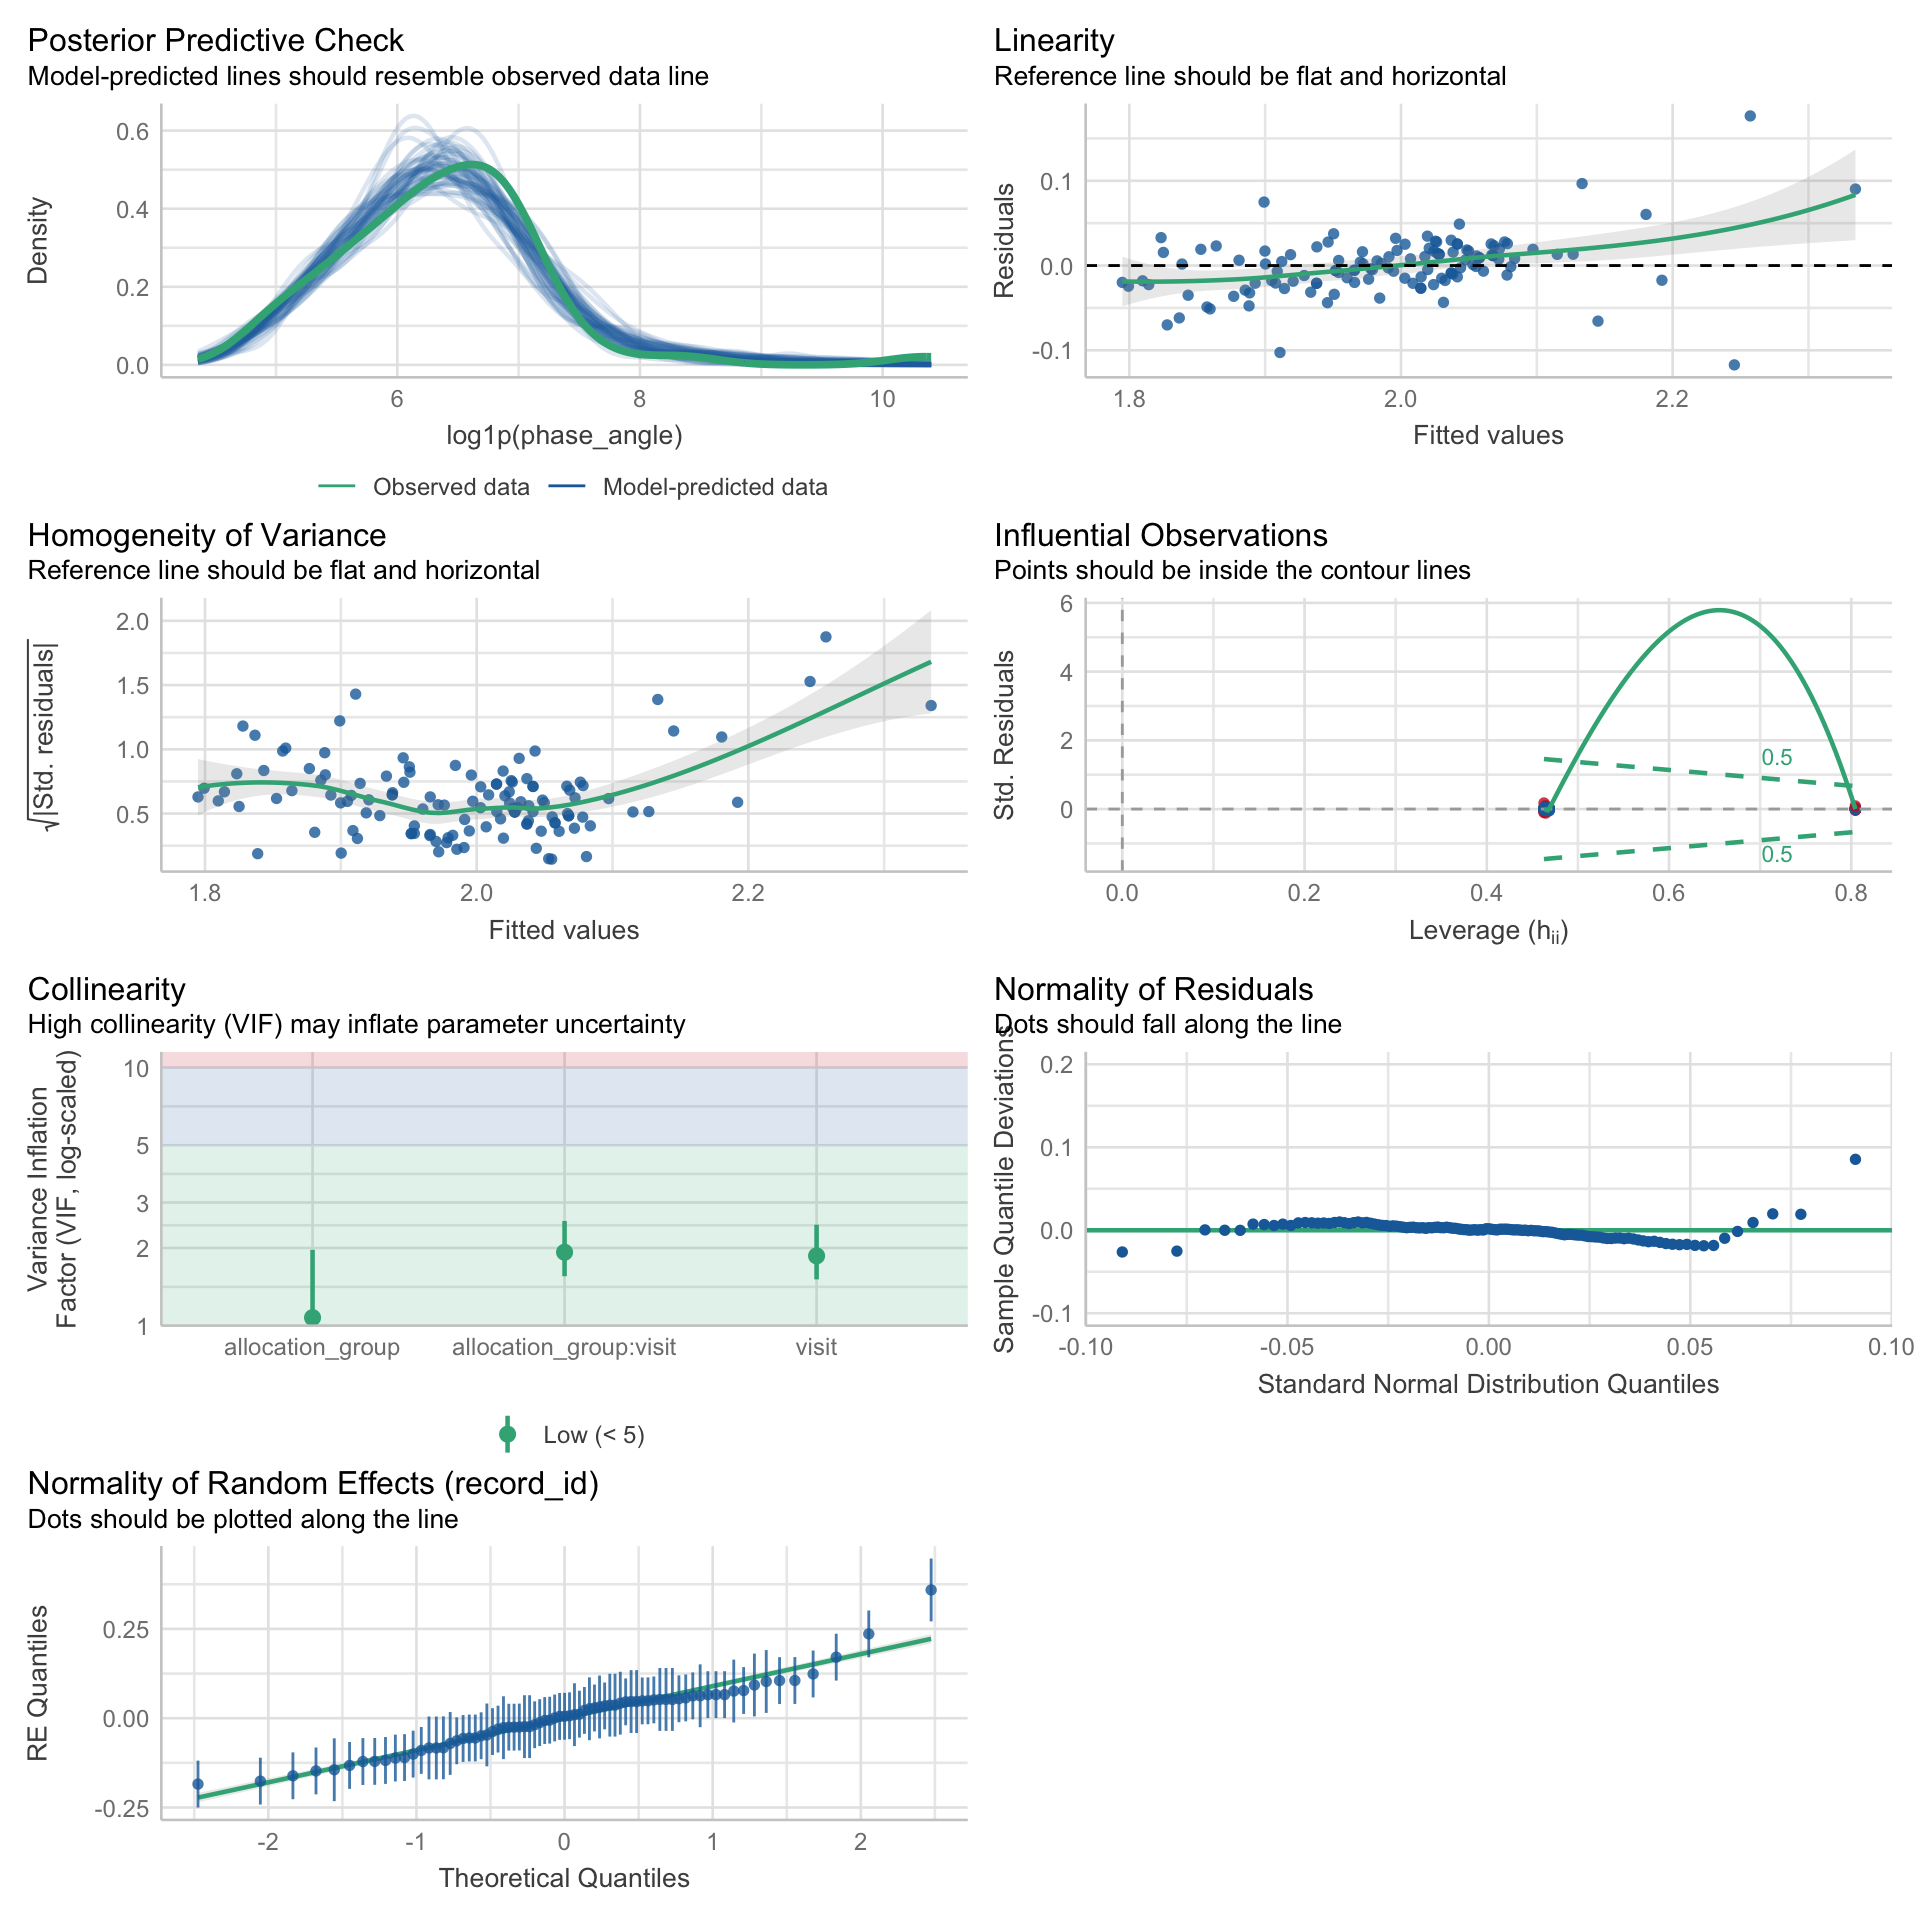 Posterior Predictive Check
Model-predicted lines should resemble observed data line
0.6
0.4
0.2
0.0
Density
6
8
10
log1p(phase_angle)
Observed data
Model-predicted data
Linearity
Reference line should be flat and horizontal
0.1
0.0
-0.1
Residuals
1.8
2.0
2.2
Fitted values
Homogeneity of Variance
Reference line should be flat and horizontal
2.0
1.5
1.0
0.5
√|Std. residuals|
1.8
2.0
2.2
Fitted values
Influential Observations
Points should be inside the contour lines
6
4
2
0
Std. Residuals
0.5
0.5
0.0
0.2
0.4
0.6
0.8
Leverage (hii)
Collinearity
High collinearity (VIF) may inflate parameter uncertainty
10
5
3
2
1
Variance Inflation
Factor (VIF, log-scaled)
allocation_group
allocation_group:visit
visit
Low (< 5)
Normality of Residuals
Dots should fall along the line
0.2
0.1
0.0
-0.1
Sample Quantile Deviations
-0.10
-0.05
0.00
0.05
0.10
Standard Normal Distribution Quantiles
Normality of Random Effects (record_id)
Dots should be plotted along the line
0.25
0.00
-0.25
RE Quantiles
-2
-1
0
1
2
Theoretical Quantiles